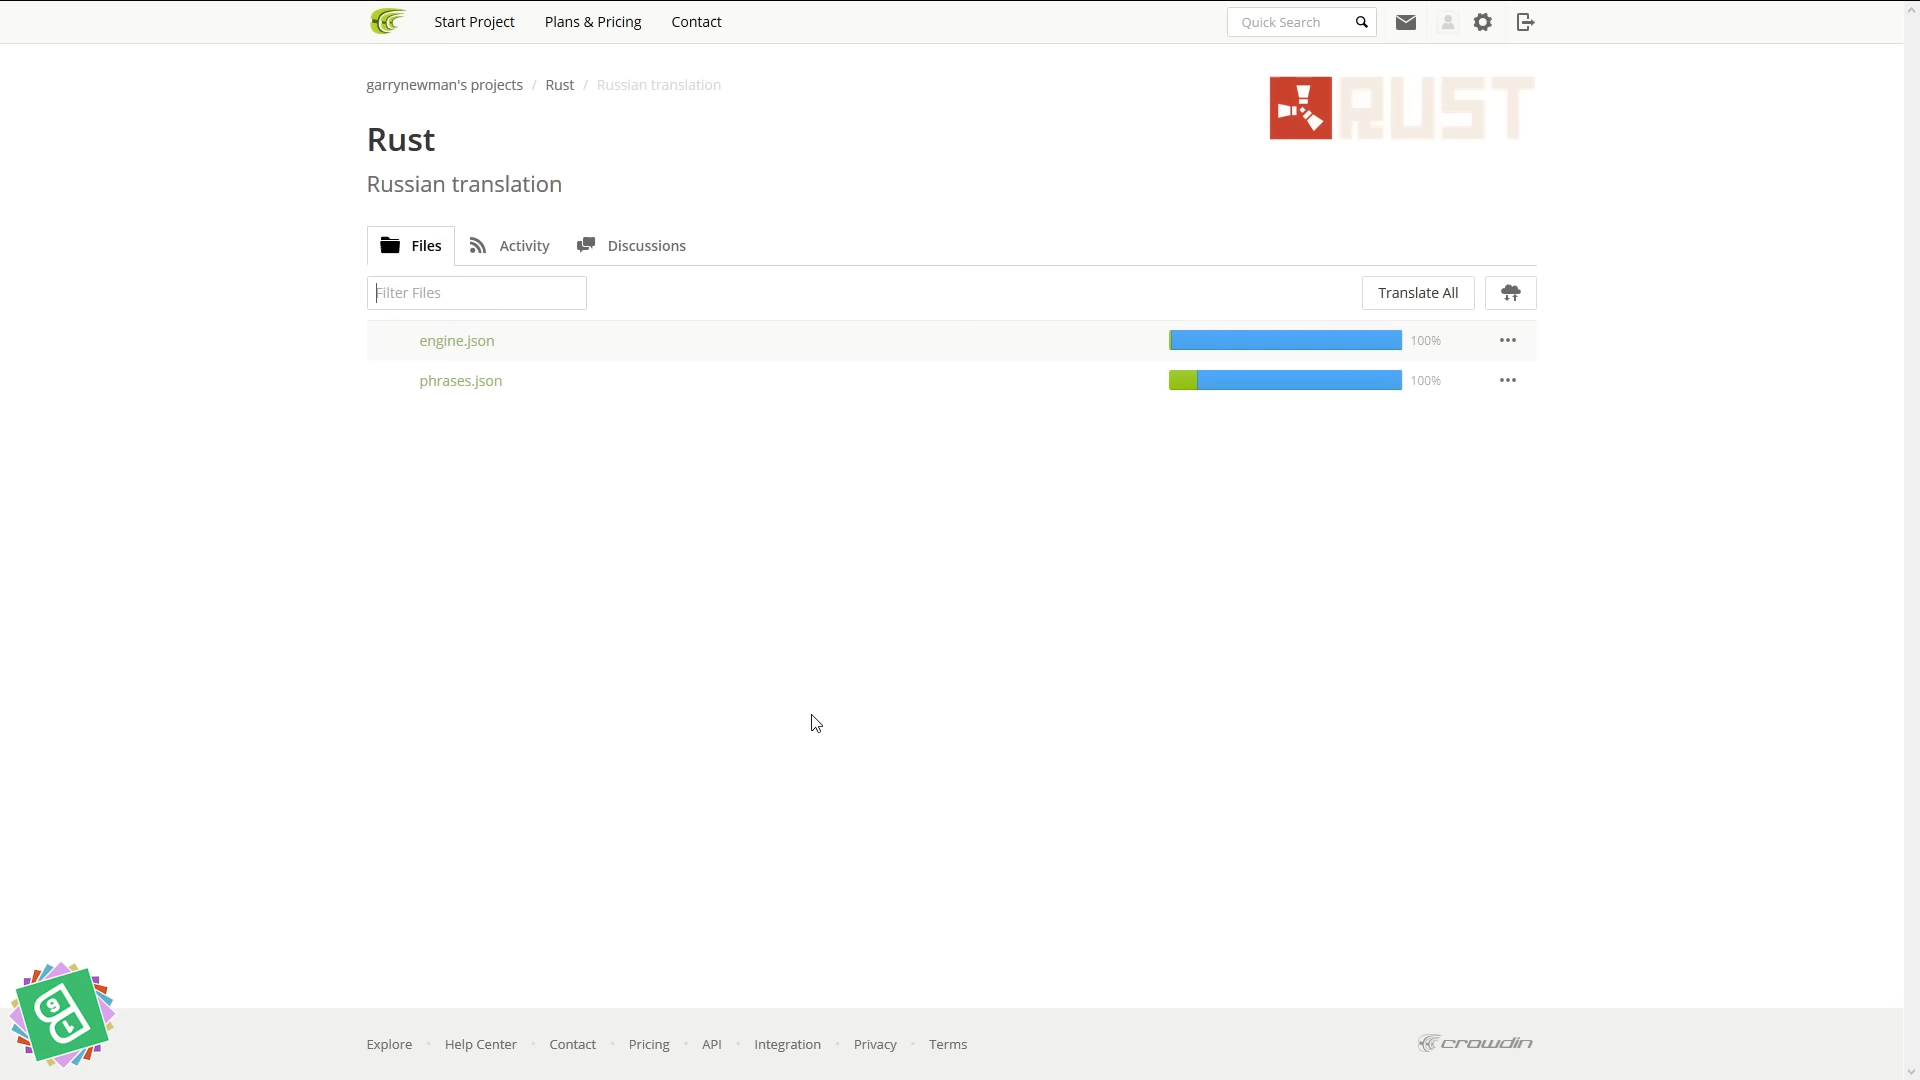 Start Project Plans & Pricing Contact Quick Search
garrynewman's projects / Rust / Russian translation
RUST
Rust
Russian translation
Files Activity Discussions
Filter Files Translate All
engine.json 100%
phrases.json 100%
B 1 6
Explore • Help Center • Contact • Pricing • API • Integration • Privacy • Terms crowdin